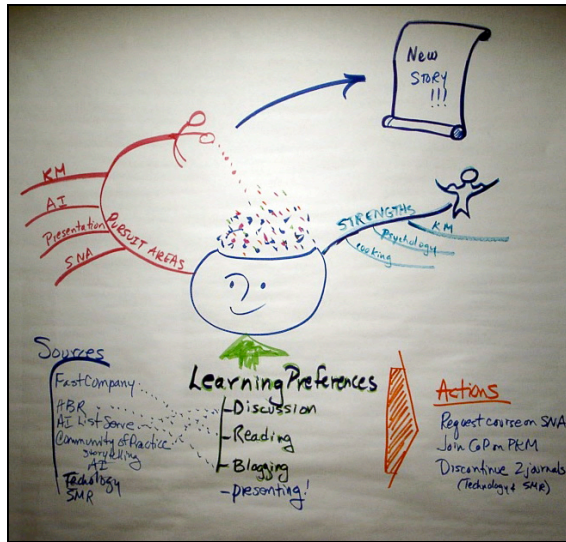 New
STORY
!!!
KM
AI
Presentation
SNA
PURSUIT AREAS
STRENGTHS
KM
Psychology
cooking
Sources
FastCompany
HBR
AI List Serve
Community of Practice
storytelling
AI
Techology
SMR
Learning Preferences
-Discussion
-Reading
-Blogging
-presenting!
Actions
Request course on SNA
Join CoP on PKM
Discontinue 2 journals
(Technology & SMR)